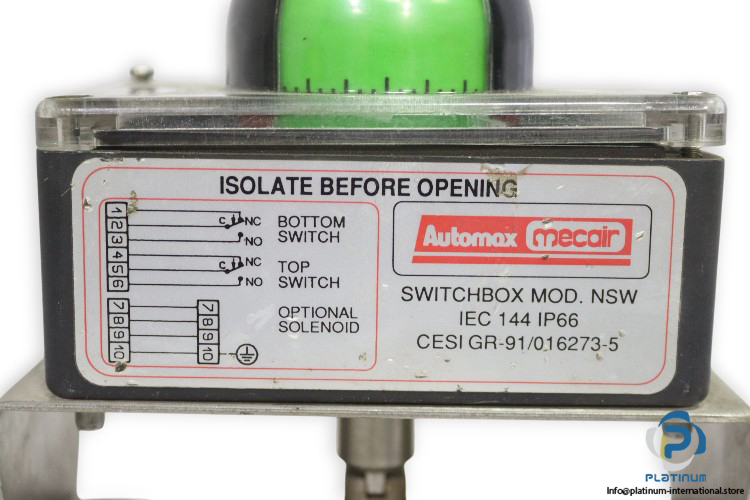 ISOLATE BEFORE OPENING
1
2
3
4
5
6
C NC
NO
BOTTOM
SWITCH
C NC
NO
TOP
SWITCH
7
8
9
10
7
8
9
10
OPTIONAL
SOLENOID
Automax mecair
SWITCHBOX MOD. NSW
IEC 144 IP66
CESI GR-91/016273-5
PLATINUM
Info@platinum-international.store